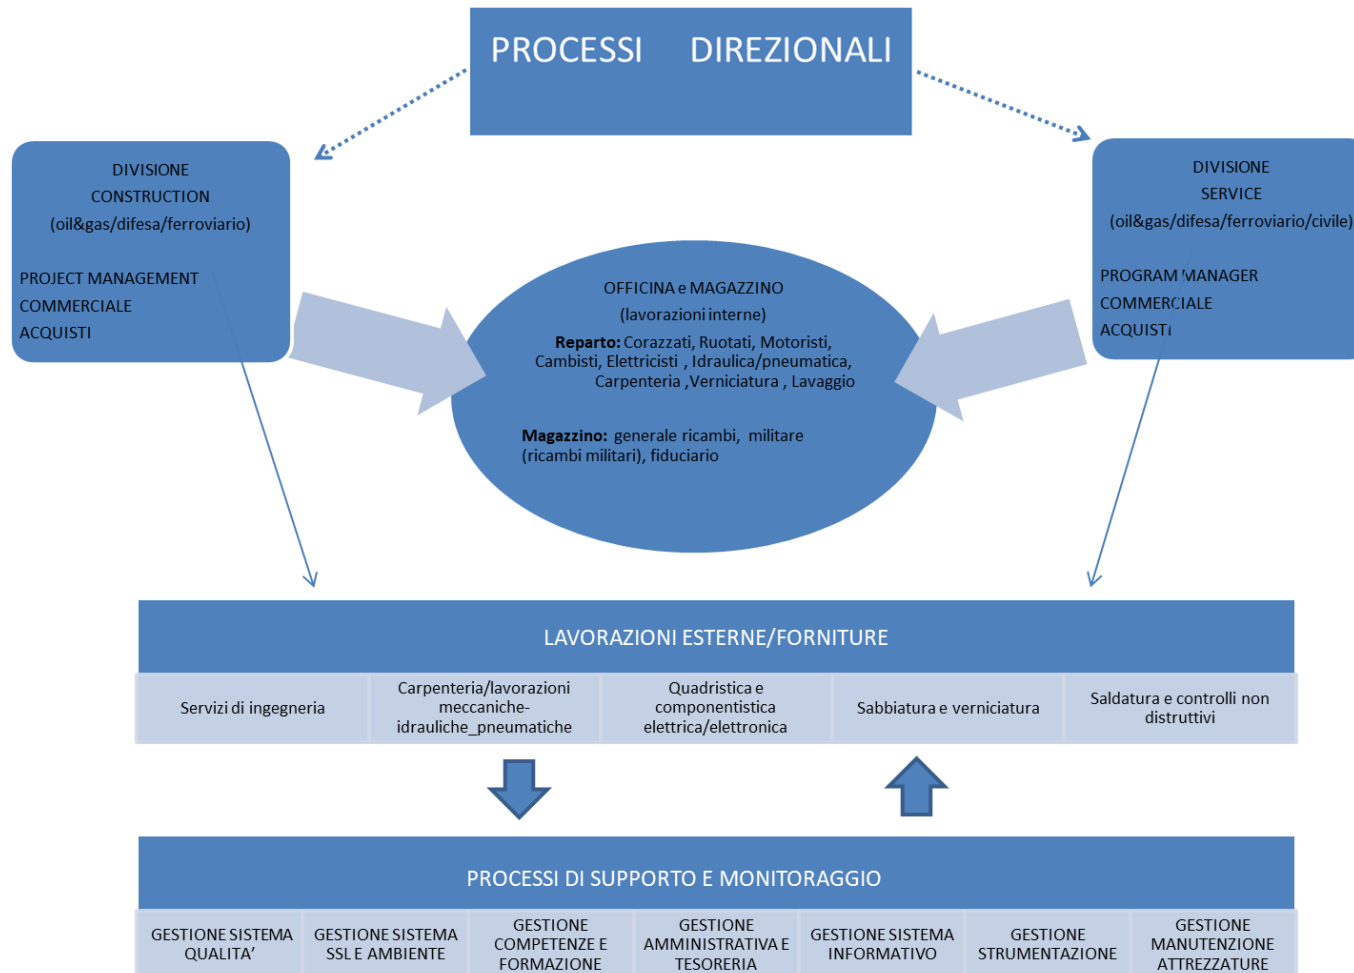 PROCESSI DIREZIONALI
DIVISIONE
CONSTRUCTION
(oil&gas/difesa/ferroviario)
PROJECT MANAGEMENT
COMMERCIALE
ACQUISTI
DIVISIONE
SERVICE
(oil&gas/difesa/ferroviario/civile)
PROGRAM MANAGER
COMMERCIALE
ACQUISTI
OFFICINA e MAGAZZINO
(lavorazioni interne)
Reparto: Corazzati, Ruotati, Motoristi,
Cambisti, Elettricisti , Idraulica/pneumatica,
Carpenteria ,Verniciatura , Lavaggio
Magazzino: generale ricambi, militare
(ricambi militari), fiduciario
LAVORAZIONI ESTERNE/FORNITURE
Servizi di ingegneria
Carpenteria/lavorazioni
meccaniche-
idrauliche_pneumatiche
Quadristica e
componentistica
elettrica/elettronica
Sabbiatura e verniciatura
Saldatura e controlli non
distruttivi
PROCESSI DI SUPPORTO E MONITORAGGIO
GESTIONE SISTEMA
QUALITA’
GESTIONE SISTEMA
SSL E AMBIENTE
GESTIONE
COMPETENZE E
FORMAZIONE
GESTIONE
AMMINISTRATIVA E
TESORERIA
GESTIONE SISTEMA
INFORMATIVO
GESTIONE
STRUMENTAZIONE
GESTIONE
MANUTENZIONE
ATTREZZATURE